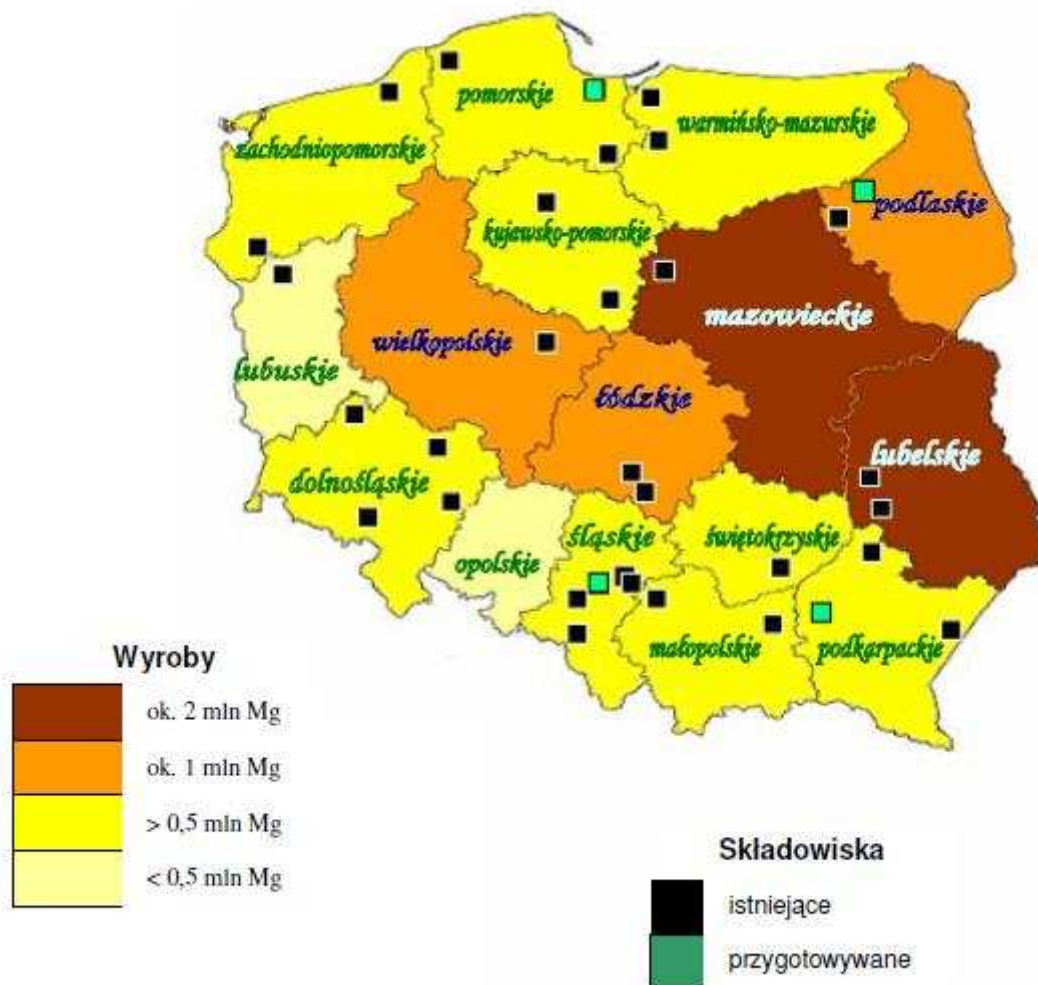 pomorskie
zachodniopomorskie
warmińsko-mazurskie
podlaskie
kujawsko-pomorskie
mazowieckie
wielkopolskie
lubuskie
łódzkie
lubelskie
dolnośląskie
śląskie
świętokrzyskie
opolskie
małopolskie
podkarpackie
Wyroby
ok. 2 mln Mg
ok. 1 mln Mg
> 0,5 mln Mg
< 0,5 mln Mg
Składowiska
istniejące
przygotowywane